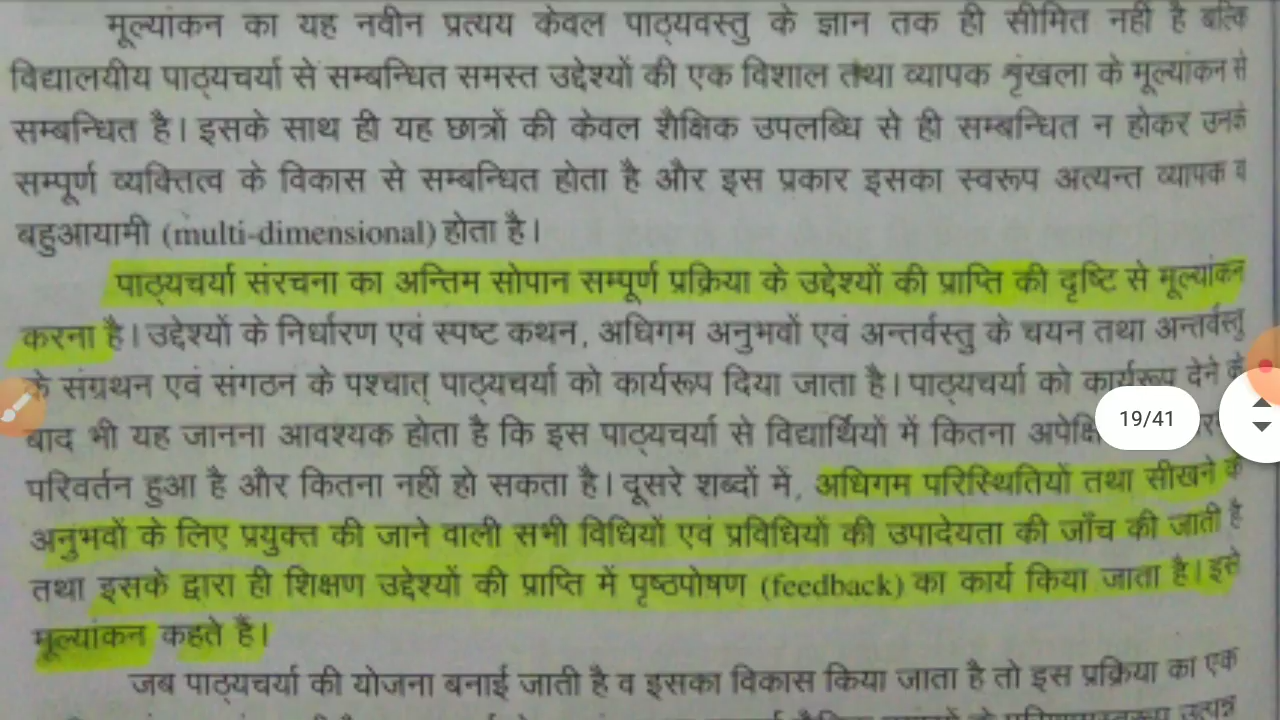 मूल्यांकन का यह नवीन प्रत्यय केवल पाठ्यवस्तु के ज्ञान तक ही सीमित नही है बल्कि
विद्यालयीय पाठ्यचर्या से सम्बन्धित समस्त उद्देश्यों की एक विशाल तथा व्यापक शृंखला के मूल्यांकन से
सम्बन्धित है। इसके साथ ही यह छात्रों की केवल शैक्षिक उपलब्धि से ही सम्बन्धित न होकर उनके
सम्पूर्ण व्यक्तित्व के विकास से सम्बन्धित होता है और इस प्रकार इसका स्वरूप अत्यन्त व्यापक व
बहुआयामी (multi-dimensional) होता है।
पाठ्यचर्या संरचना का अन्तिम सोपान सम्पूर्ण प्रक्रिया के उद्देश्यों की प्राप्ति की दृष्टि से मूल्यांकन
करना है। उद्देश्यों के निर्धारण एवं स्पष्ट कथन, अधिगम अनुभवों एवं अन्तर्वस्तु के चयन तथा अन्तर्वस्तु
के संग्रथन एवं संगठन के पश्चात् पाठ्यचर्या को कार्यरूप दिया जाता है। पाठ्यचर्या को कार्यरूप देने के
बाद भी यह जानना आवश्यक होता है कि इस पाठ्यचर्या से विद्यार्थियों में कितना
19/41
परिवर्तन हुआ है और कितना नहीं हो सकता है। दूसरे शब्दों में, अधिगम परिस्थितियों तथा सीखने के
अनुभवों के लिए प्रयुक्त की जाने वाली सभी विधियों एवं प्रविधियों की उपादेयता की जाँच की जाती है
तथा इसके द्वारा ही शिक्षण उद्देश्यों की प्राप्ति में पृष्ठपोषण (feedback) का कार्य किया जाता है। इसे
मूल्यांकन कहते हैं।
जब पाठ्यचर्या की योजना बनाई जाती है व इसका विकास किया जाता है तो इस प्रक्रिया का एक